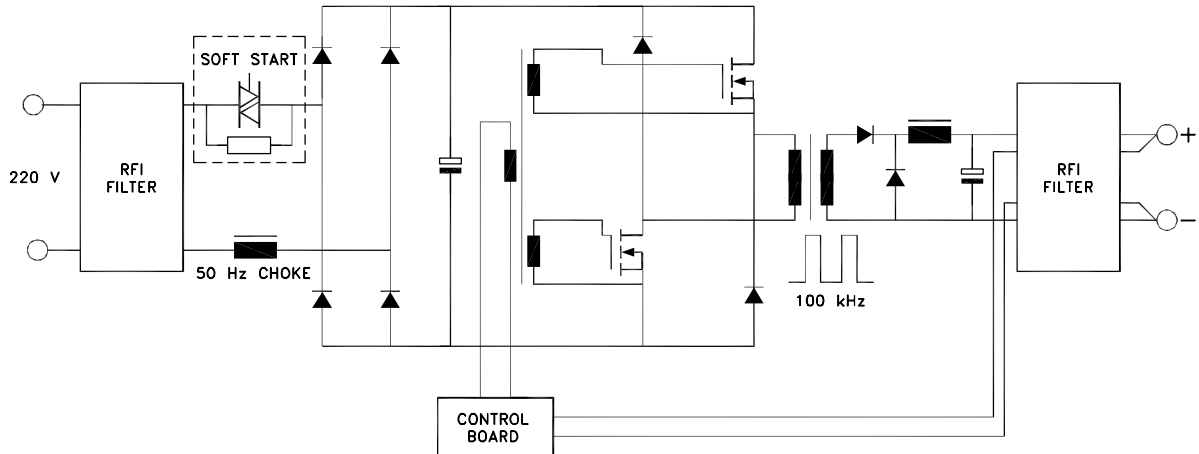 SOFT START
220 V
RFI
FILTER
50 Hz CHOKE
100 kHz
RFI
FILTER
+
−
CONTROL
BOARD